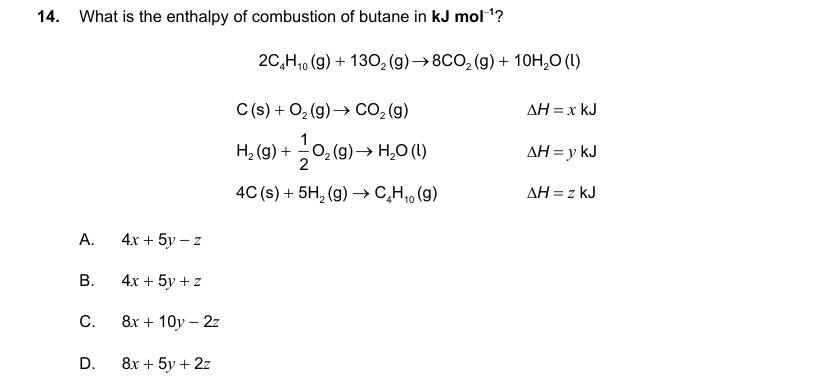 14. What is the enthalpy of combustion of butane in kJ mol⁻¹?
2C₄H₁₀ (g) + 13O₂ (g) → 8CO₂ (g) + 10H₂O (l)
C (s) + O₂ (g) → CO₂ (g) ΔH = x kJ
H₂ (g) + 1/2 O₂ (g) → H₂O (l) ΔH = y kJ
4C (s) + 5H₂ (g) → C₄H₁₀ (g) ΔH = z kJ
A. 4x + 5y – z
B. 4x + 5y + z
C. 8x + 10y – 2z
D. 8x + 5y + 2z